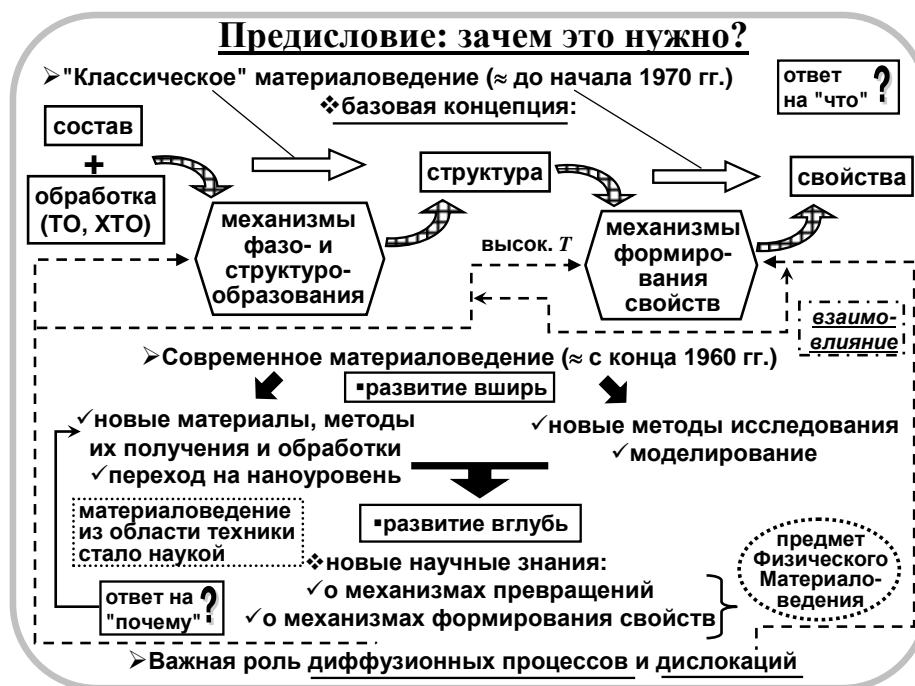 Предисловие: зачем это нужно?
➢"Классическое" материаловедение (≈ до начала 1970 гг.)
ответ
на "что" ?
❖базовая концепция:
состав
+
обработка
(ТО, ХТО)
структура
свойства
механизмы
фазо- и
структуро-
образования
высок. T
механизмы
формиро-
вания
свойств
взаимо-
влияние
➢Современное материаловедение (≈ с конца 1960 гг.)
▪развитие вширь
✓новые материалы, методы
их получения и обработки
✓переход на наноуровень
✓новые методы исследования
✓моделирование
материаловедение
из области техники
стало наукой
▪развитие вглубь
❖новые научные знания:
✓о механизмах превращений
✓о механизмах формирования свойств
предмет
Физического
Материало-
ведения
ответ на
"почему" ?
➢Важная роль диффузионных процессов и дислокаций